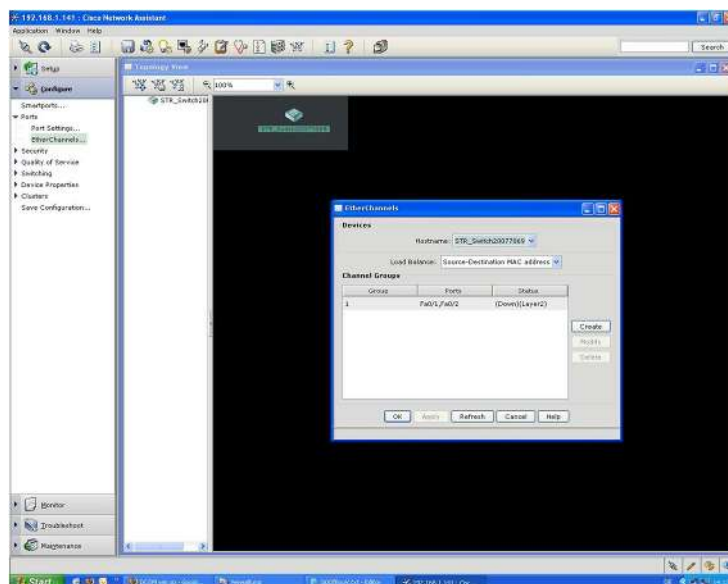 192.168.1.141 : Cisco Network Assistant
Application Window Help
Search
Setup
Configure
Smartports...
Ports
Port Settings...
EtherChannels...
Security
Quality of Service
Switching
Device Properties
Clusters
Save Configuration...
Monitor
Troubleshoot
Maintenance
Topology View
100%
EtherChannels
Devices
Hostname: STR_Switch20077069
Load Balance: Source-Destination MAC address
Channel Groups
Group Ports Status
1 Fa0/1,Fa0/2 (Down)(Layer2)
Create
Modify
Delete
OK Apply Refresh Cancel Help
Start